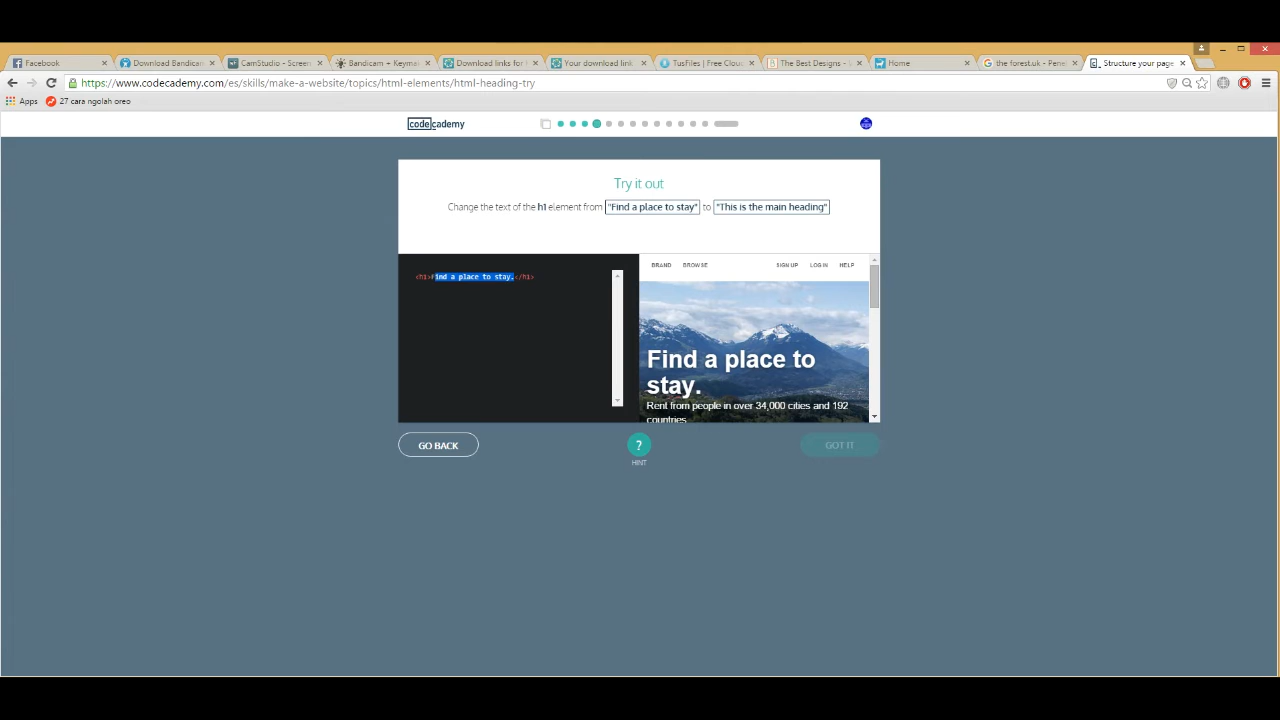 Facebook
Download Bandicam
CamStudio - Screen
Bandicam + Keyma
Download links for
Your download link
TusFiles | Free Clou
The Best Designs -
Home
the forest.uk - Pene
Structure your page
https://www.codecademy.com/es/skills/make-a-website/topics/html-elements/html-heading-try
Apps
27 cara ngolah oreo
codecademy
Try it out
Change the text of the h1 element from "Find a place to stay" to "This is the main heading"
<h1>Find a place to stay.</h1>
BRAND BROWSE SIGN UP LOG IN HELP
Find a place to
stay.
Rent from people in over 34,000 cities and 192
countries
GO BACK
?
HINT
GOT IT